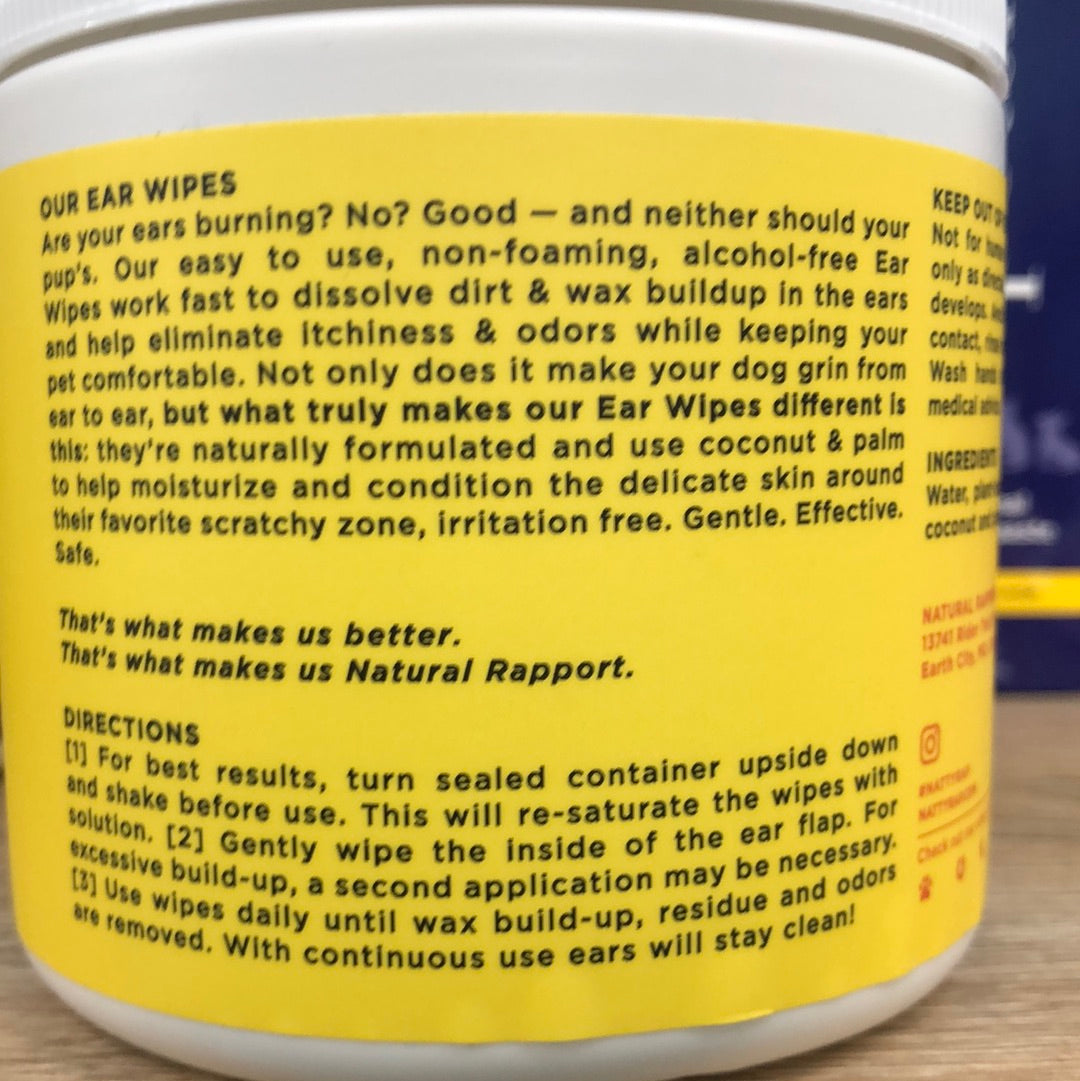 OUR EAR WIPES
Are your ears burning? No? Good — and neither should your
pup's. Our easy to use, non-foaming, alcohol-free Ear
Wipes work fast to dissolve dirt & wax buildup in the ears
and help eliminate itchiness & odors while keeping your
pet comfortable. Not only does it make your dog grin from
ear to ear, but what truly makes our Ear Wipes different is
this: they're naturally formulated and use coconut & palm
to help moisturize and condition the delicate skin around
their favorite scratchy zone, irritation free. Gentle. Effective.
Safe.
That's what makes us better.
That's what makes us Natural Rapport.
DIRECTIONS
[1] For best results, turn sealed container upside down
and shake before use. This will re-saturate the wipes with
solution. [2] Gently wipe the inside of the ear flap. For
excessive build-up, a second application may be necessary.
[3] Use wipes daily until wax build-up, residue and odors
are removed. With continuous use ears will stay clean!
KEEP OUT
Not for
only as
develops.
contact,
Wash
medical
Water,
coconut
NATURAL
13741
Earth City,